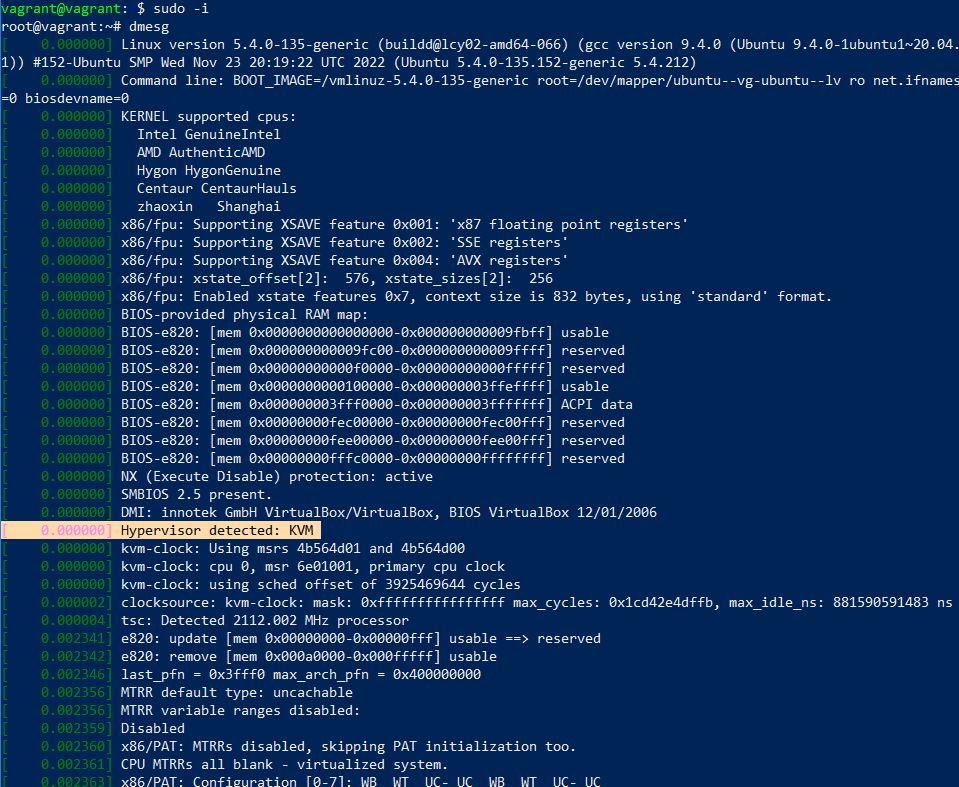 vagrant@vagrant: $ sudo -i
root@vagrant:~# dmesg
[    0.000000] Linux version 5.4.0-135-generic (buildd@lcy02-amd64-066) (gcc version 9.4.0 (Ubuntu 9.4.0-1ubuntu1~20.04.
1)) #152-Ubuntu SMP Wed Nov 23 20:19:22 UTC 2022 (Ubuntu 5.4.0-135.152-generic 5.4.212)
[    0.000000] Command line: BOOT_IMAGE=/vmlinuz-5.4.0-135-generic root=/dev/mapper/ubuntu--vg-ubuntu--lv ro net.ifnames
=0 biosdevname=0
[    0.000000] KERNEL supported cpus:
[    0.000000]   Intel GenuineIntel
[    0.000000]   AMD AuthenticAMD
[    0.000000]   Hygon HygonGenuine
[    0.000000]   Centaur CentaurHauls
[    0.000000]   zhaoxin   Shanghai
[    0.000000] x86/fpu: Supporting XSAVE feature 0x001: 'x87 floating point registers'
[    0.000000] x86/fpu: Supporting XSAVE feature 0x002: 'SSE registers'
[    0.000000] x86/fpu: Supporting XSAVE feature 0x004: 'AVX registers'
[    0.000000] x86/fpu: xstate_offset[2]:  576, xstate_sizes[2]:  256
[    0.000000] x86/fpu: Enabled xstate features 0x7, context size is 832 bytes, using 'standard' format.
[    0.000000] BIOS-provided physical RAM map:
[    0.000000] BIOS-e820: [mem 0x0000000000000000-0x000000000009fbff] usable
[    0.000000] BIOS-e820: [mem 0x000000000009fc00-0x000000000009ffff] reserved
[    0.000000] BIOS-e820: [mem 0x00000000000f0000-0x00000000000fffff] reserved
[    0.000000] BIOS-e820: [mem 0x0000000000100000-0x000000003ffeffff] usable
[    0.000000] BIOS-e820: [mem 0x000000003fff0000-0x000000003fffffff] ACPI data
[    0.000000] BIOS-e820: [mem 0x00000000fec00000-0x00000000fec00fff] reserved
[    0.000000] BIOS-e820: [mem 0x00000000fee00000-0x00000000fee00fff] reserved
[    0.000000] BIOS-e820: [mem 0x00000000fffc0000-0x00000000ffffffff] reserved
[    0.000000] NX (Execute Disable) protection: active
[    0.000000] SMBIOS 2.5 present.
[    0.000000] DMI: innotek GmbH VirtualBox/VirtualBox, BIOS VirtualBox 12/01/2006
[    0.000000] Hypervisor detected: KVM
[    0.000000] kvm-clock: Using msrs 4b564d01 and 4b564d00
[    0.000000] kvm-clock: cpu 0, msr 6e01001, primary cpu clock
[    0.000000] kvm-clock: using sched offset of 3925469644 cycles
[    0.000002] clocksource: kvm-clock: mask: 0xffffffffffffffff max_cycles: 0x1cd42e4dffb, max_idle_ns: 881590591483 ns
[    0.000004] tsc: Detected 2112.002 MHz processor
[    0.002341] e820: update [mem 0x00000000-0x00000fff] usable ==> reserved
[    0.002342] e820: remove [mem 0x000a0000-0x000fffff] usable
[    0.002346] last_pfn = 0x3fff0 max_arch_pfn = 0x400000000
[    0.002356] MTRR default type: uncachable
[    0.002356] MTRR variable ranges disabled:
[    0.002359] Disabled
[    0.002360] x86/PAT: MTRRs disabled, skipping PAT initialization too.
[    0.002361] CPU MTRRs all blank - virtualized system.
[    0.002363] x86/PAT: Configuration [0-7]: WB  WT  UC- UC  WB  WT  UC- UC